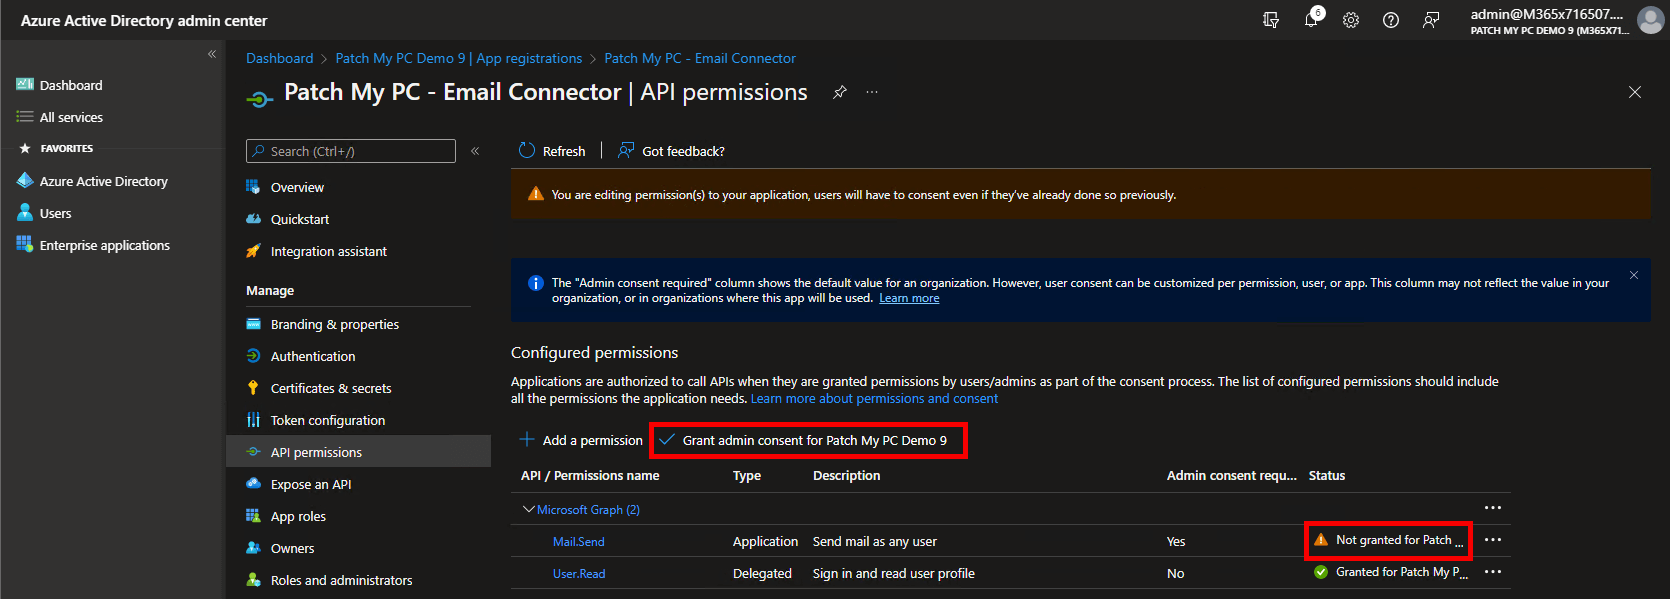 Azure Active Directory admin center
6
admin@M365x716507....
PATCH MY PC DEMO 9 (M365X71...
«
Dashboard
All services
FAVORITES
Azure Active Directory
Users
Enterprise applications
Dashboard > Patch My PC Demo 9 | App registrations > Patch My PC - Email Connector
Patch My PC - Email Connector | API permissions ...
Search (Ctrl+/)
«
Overview
Quickstart
Integration assistant
Manage
Branding & properties
Authentication
Certificates & secrets
Token configuration
API permissions
Expose an API
App roles
Owners
Roles and administrators
Refresh | Got feedback?
You are editing permission(s) to your application, users will have to consent even if they've already done so previously.
The "Admin consent required" column shows the default value for an organization. However, user consent can be customized per permission, user, or app. This column may not reflect the value in your
organization, or in organizations where this app will be used. Learn more
Configured permissions
Applications are authorized to call APIs when they are granted permissions by users/admins as part of the consent process. The list of configured permissions should include
all the permissions the application needs. Learn more about permissions and consent
Add a permission Grant admin consent for Patch My PC Demo 9
API / Permissions name Type Description Admin consent requ... Status
Microsoft Graph (2) ...
Mail.Send Application Send mail as any user Yes Not granted for Patch ... ...
User.Read Delegated Sign in and read user profile No Granted for Patch My P... ...